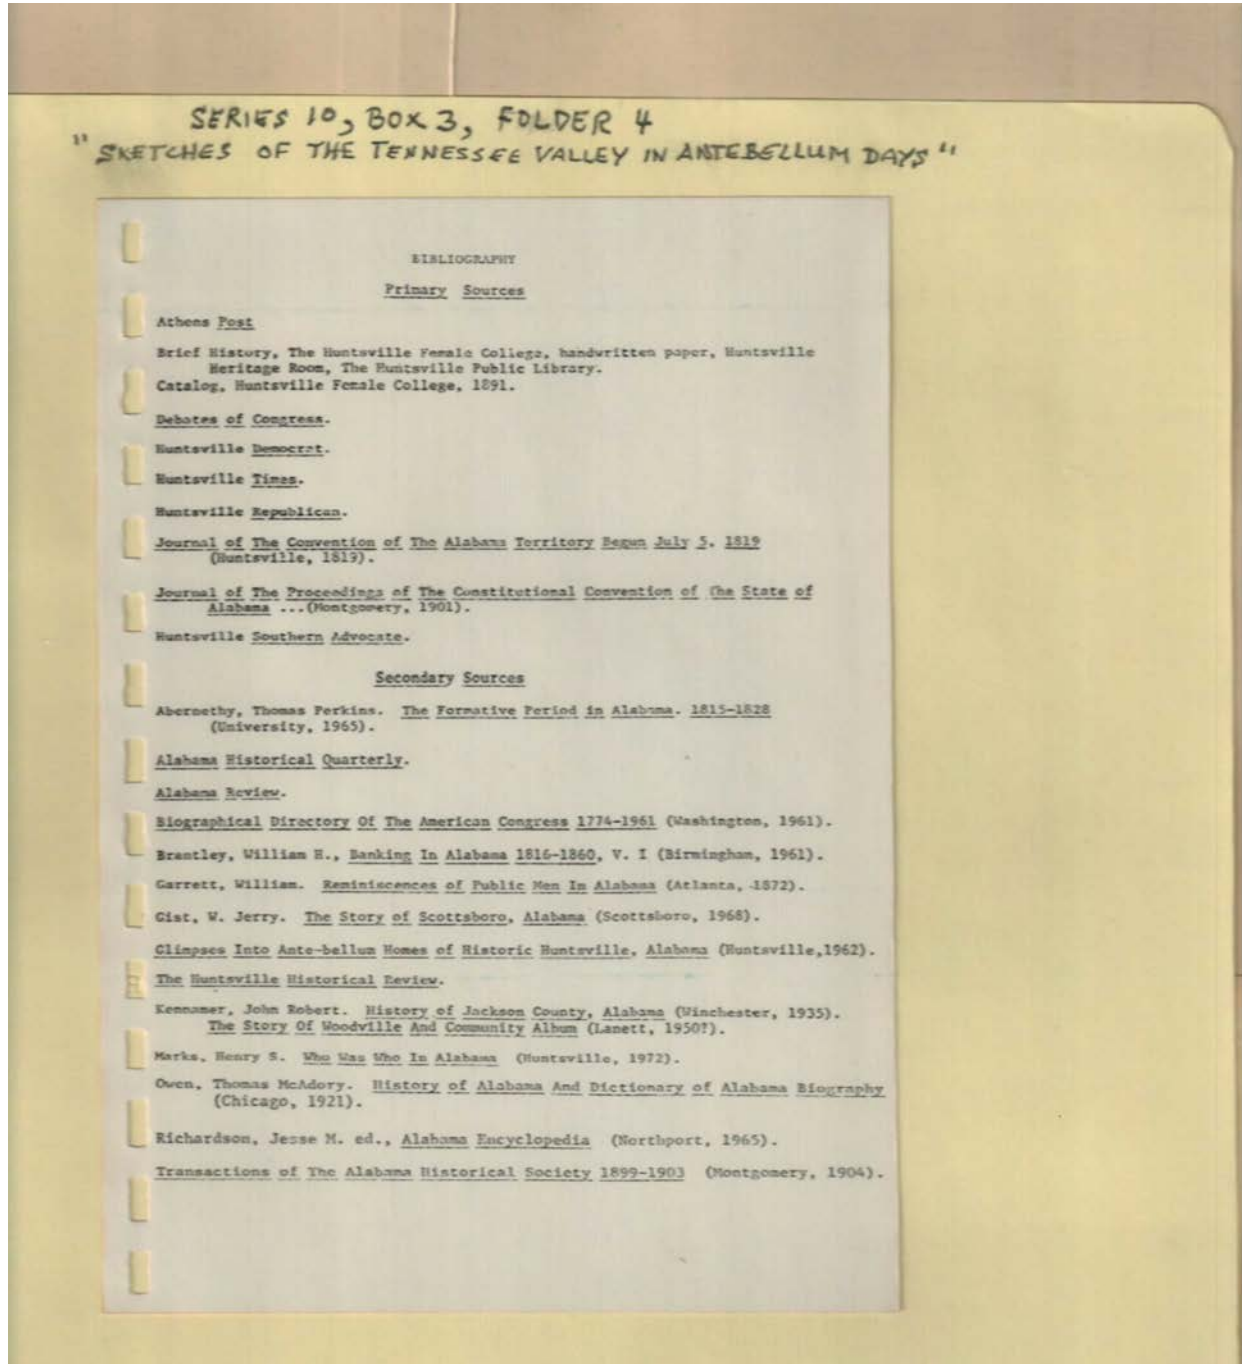 SERIES 10, BOX 3, FOLDER 4
"SKETCHES OF THE TENNESSEE VALLEY IN ANTEBELLUM DAYS"
BIBLIOGRAPHY
Primary Sources
Athens Post
Brief History, The Huntsville Female College, handwritten paper, Huntsville
Heritage Room, The Huntsville Public Library.
Catalog, Huntsville Female College, 1891.
Debates of Congress.
Huntsville Democrat.
Huntsville Times.
Huntsville Republican.
Journal of The Convention of The Alabama Territory Begun July 5. 1819
(Huntsville, 1819).
Journal of The Proceedings of The Constitutional Convention of The State of
Alabama ...(Montgomery, 1901).
Huntsville Southern Advocate.
Secondary Sources
Abernethy, Thomas Perkins. The Formative Period in Alabama. 1815-1828
(University, 1965).
Alabama Historical Quarterly.
Alabama Review.
Biographical Directory Of The American Congress 1774-1961 (Washington, 1961).
Brantley, William H., Banking In Alabama 1816-1860, V. I (Birmingham, 1961).
Garrett, William. Reminiscences of Public Men In Alabama (Atlanta, 1872).
Gist, W. Jerry. The Story of Scottsboro, Alabama (Scottsboro, 1968).
Glimpses Into Ante-bellum Homes of Historic Huntsville, Alabama (Huntsville,1962).
The Huntsville Historical Review.
Kennamer, John Robert. History of Jackson County, Alabama (Winchester, 1935).
The Story Of Woodville And Community Album (Lanett, 1950?).
Marks, Henry S. Who Was Who In Alabama (Huntsville, 1972).
Owen, Thomas McAdory. History of Alabama And Dictionary of Alabama Biography
(Chicago, 1921).
Richardson, Jesse M. ed., Alabama Encyclopedia (Northport, 1965).
Transactions of The Alabama Historical Society 1899-1903 (Montgomery, 1904).